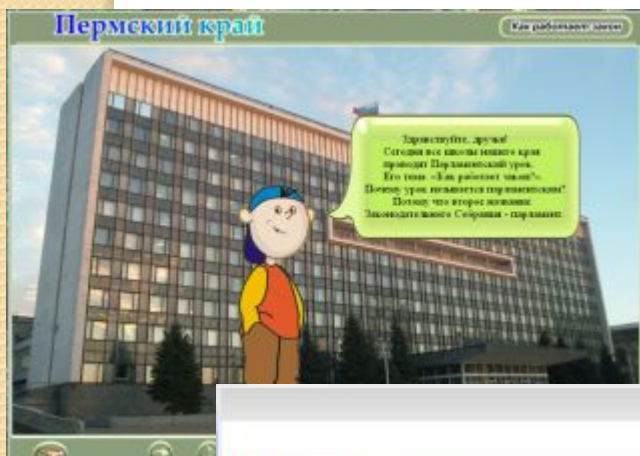 Пермский край
Как работает закон
Здравствуйте, друзья!
Сегодня все школы нашего края
проводят Парламентский урок.
Его тема: «Как работает закон?».
Почему урок называется парламентским?
Потому что второе название
Законодательного Собрания - парламент.